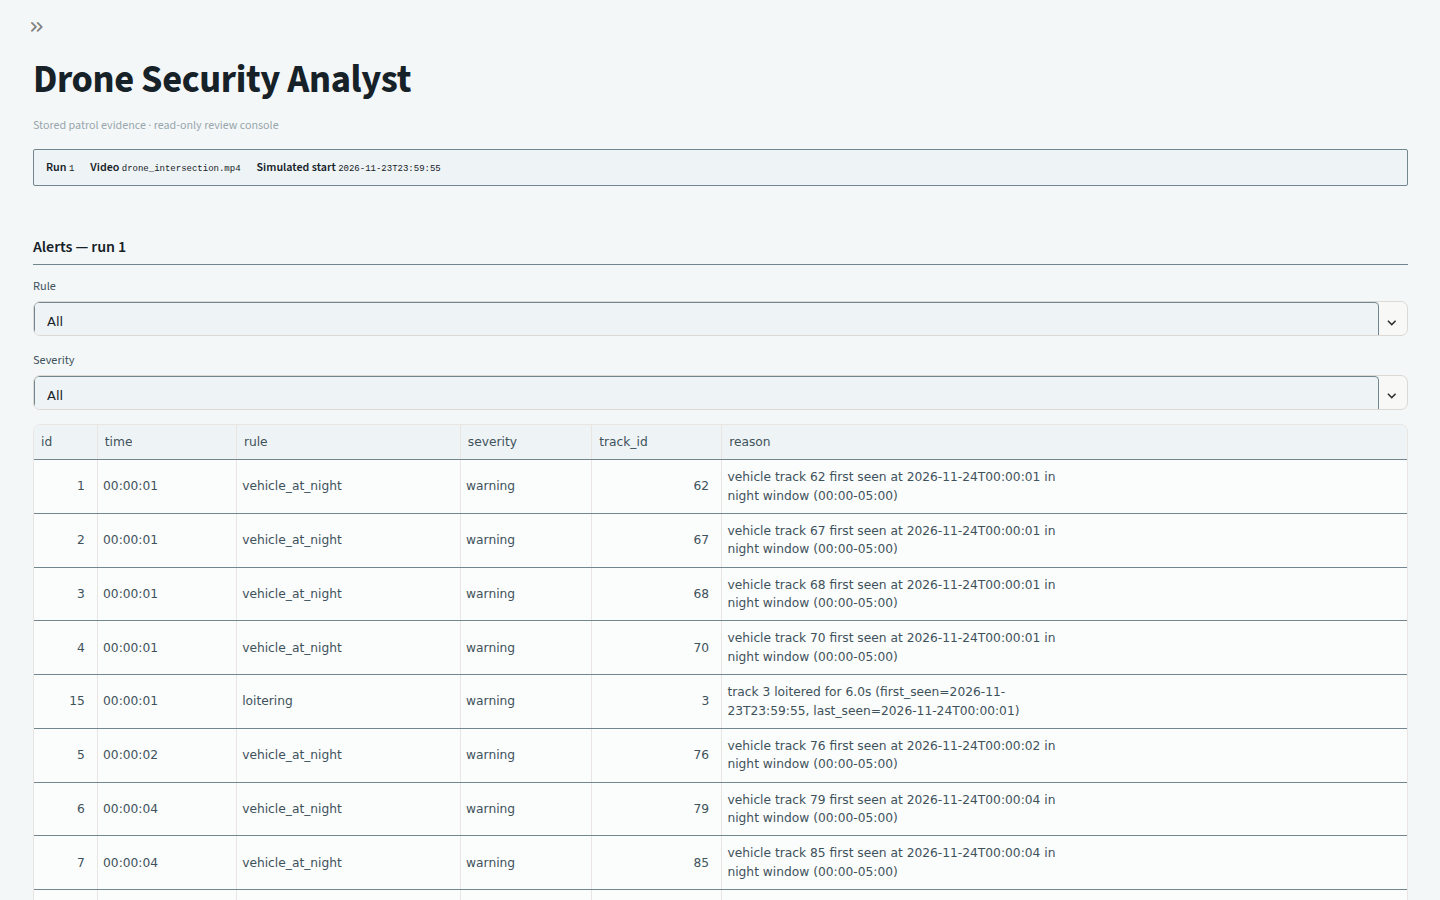 Drone Security Analyst
Stored patrol evidence · read-only review console
Run 1 Video drone_intersection.mp4 Simulated start 2026-11-23T23:59:55
Alerts — run 1
Rule
All
Severity
All
id time rule severity track_id reason
1 00:00:01 vehicle_at_night warning 62 vehicle track 62 first seen at 2026-11-24T00:00:01 in
night window (00:00-05:00)
2 00:00:01 vehicle_at_night warning 67 vehicle track 67 first seen at 2026-11-24T00:00:01 in
night window (00:00-05:00)
3 00:00:01 vehicle_at_night warning 68 vehicle track 68 first seen at 2026-11-24T00:00:01 in
night window (00:00-05:00)
4 00:00:01 vehicle_at_night warning 70 vehicle track 70 first seen at 2026-11-24T00:00:01 in
night window (00:00-05:00)
15 00:00:01 loitering warning 3 track 3 loitered for 6.0s (first_seen=2026-11-
23T23:59:55, last_seen=2026-11-24T00:00:01)
5 00:00:02 vehicle_at_night warning 76 vehicle track 76 first seen at 2026-11-24T00:00:02 in
night window (00:00-05:00)
6 00:00:04 vehicle_at_night warning 79 vehicle track 79 first seen at 2026-11-24T00:00:04 in
night window (00:00-05:00)
7 00:00:04 vehicle_at_night warning 85 vehicle track 85 first seen at 2026-11-24T00:00:04 in
night window (00:00-05:00)